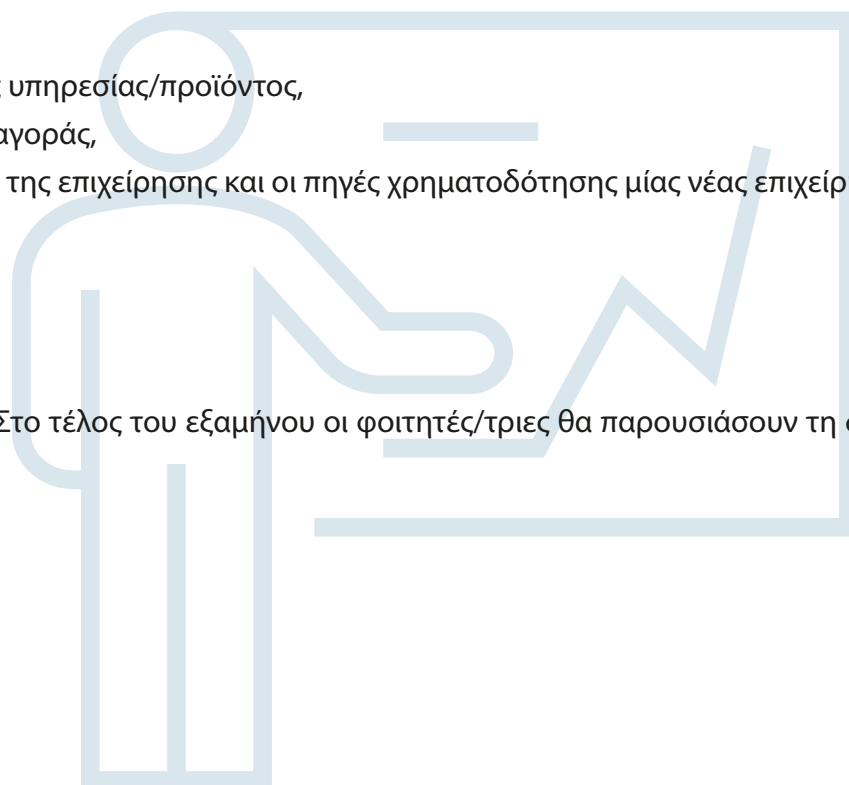 υπηρεσίας/προϊόντος,
αγοράς,
της επιχείρησης και οι πηγές χρηματοδότησης μίας νέας
Στο τέλος του εξαμήνου οι φοιτητές/τριες θα παρουσιάσουν τη